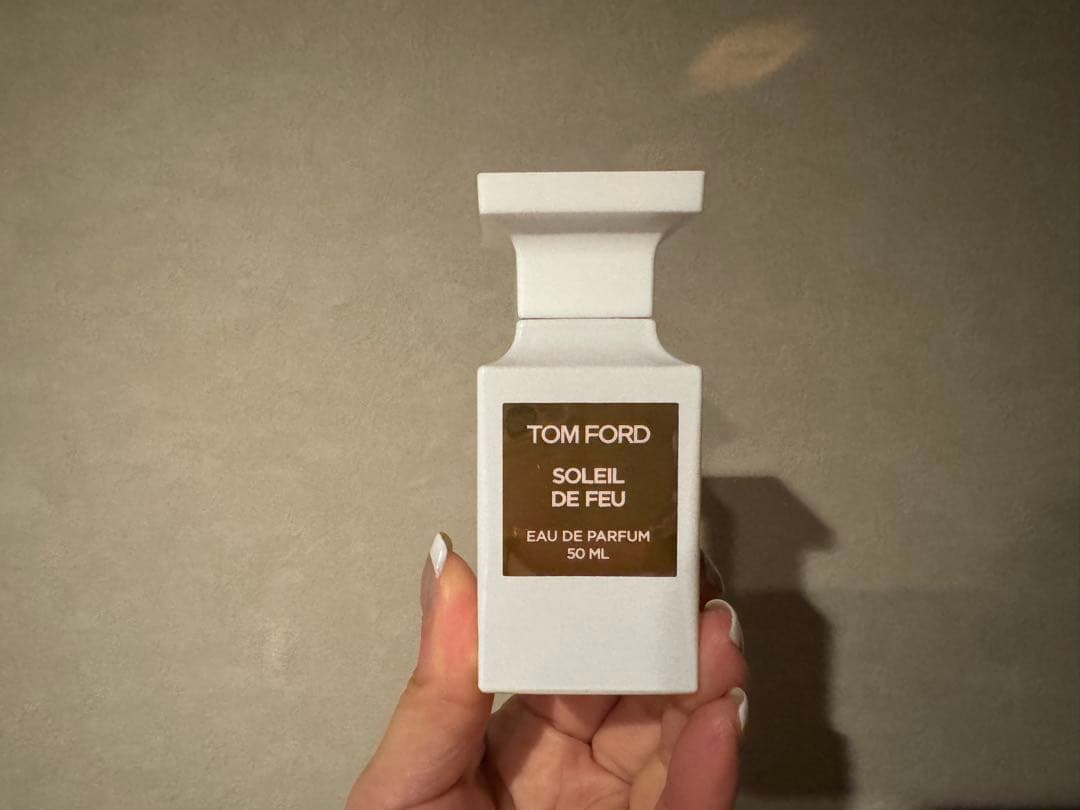 TOM FORD
SOLEIL
DE FEU
EAU DE PARFUM
50 ML